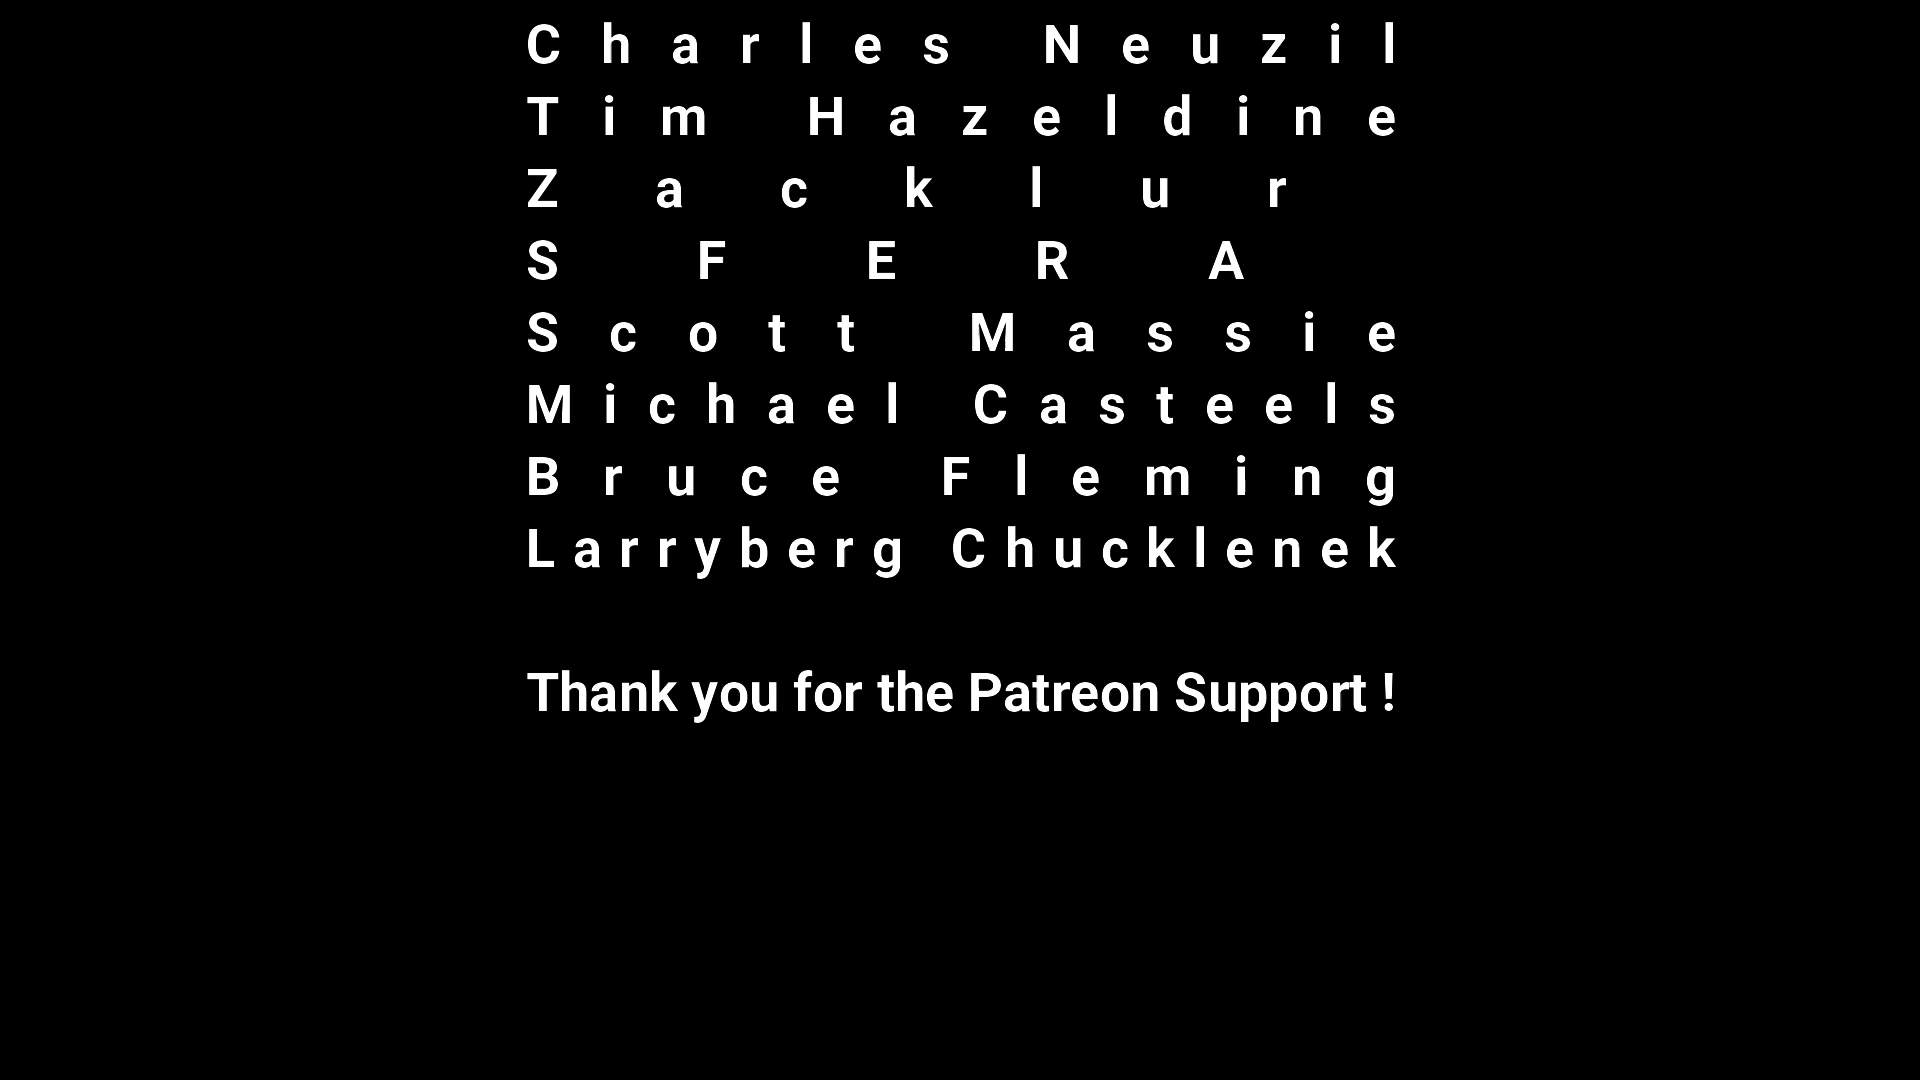 Charles Neuzil
Tim Hazeldine
Zacklur
SFERA
Scott Massie
Michael Casteels
Bruce Fleming
Larryberg Chucklenek
Thank you for the Patreon Support !